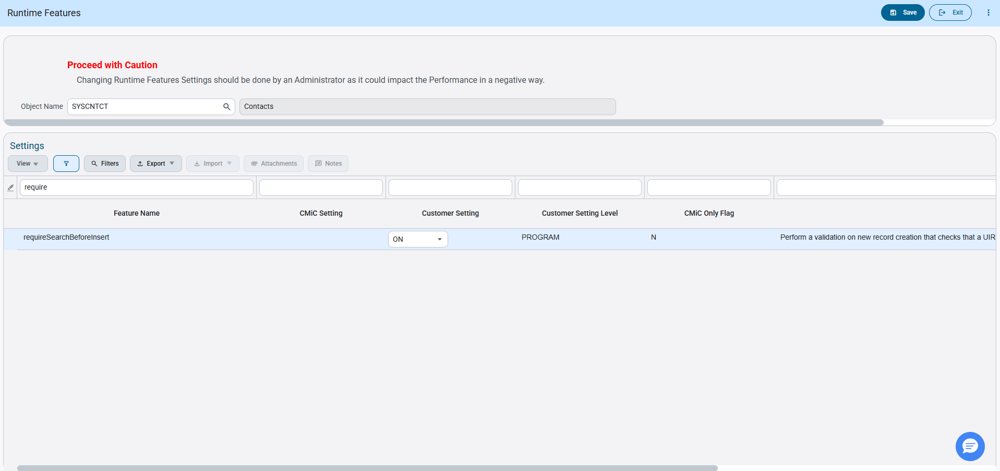 Runtime Features
Save
Exit
Proceed with Caution
Changing Runtime Features Settings should be done by an Administrator as it could impact the Performance in a negative way.
Object Name
SYSCNTCT
Contacts
Settings
View
Filters
Export
Import
Attachments
Notes
require
Feature Name
CMiC Setting
Customer Setting
Customer Setting Level
CMiC Only Flag
requireSearchBeforeInsert
ON
PROGRAM
N
Perform a validation on new record creation that checks that a UIR